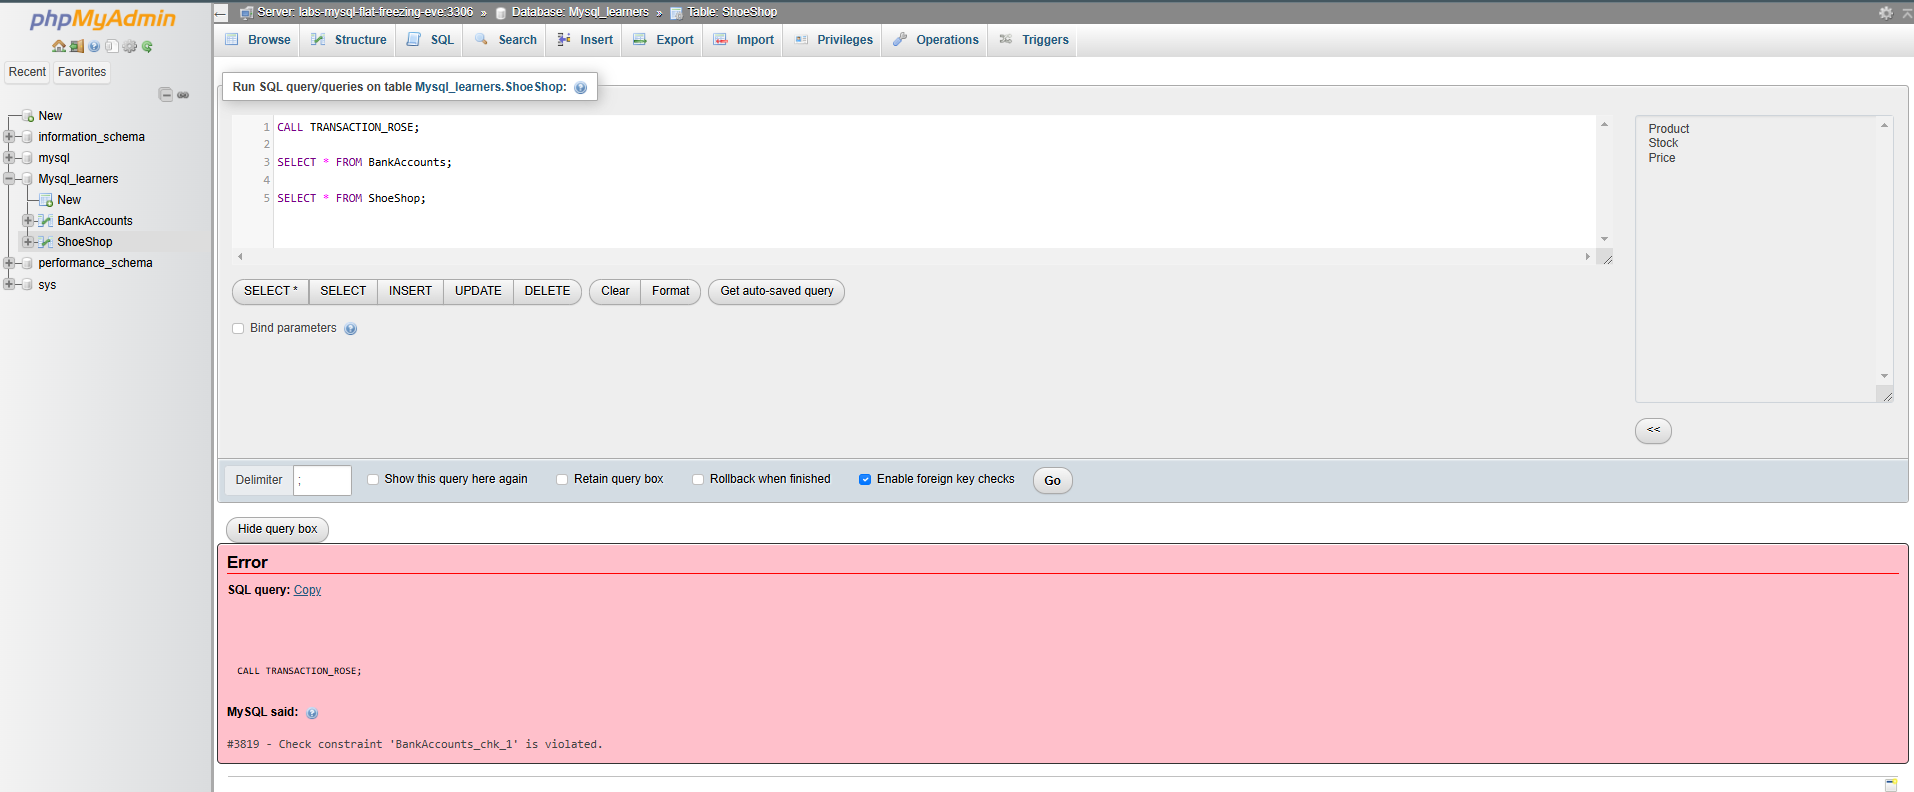 phpMyAdmin
Recent Favorites
New
information_schema
mysql
Mysql_learners
New
BankAccounts
ShoeShop
performance_schema
sys
Server: labs-mysql-flat-freezing-eve:3306 » Database: Mysql_learners » Table: ShoeShop
Browse Structure SQL Search Insert Export Import Privileges Operations Triggers
Run SQL query/queries on table Mysql_learners.ShoeShop:
1 CALL TRANSACTION_ROSE;
2
3 SELECT * FROM BankAccounts;
4
5 SELECT * FROM ShoeShop;
Product
Stock
Price
SELECT * SELECT INSERT UPDATE DELETE Clear Format Get auto-saved query
Bind parameters
<<
Delimiter ; Show this query here again Retain query box Rollback when finished Enable foreign key checks Go
Hide query box
Error
SQL query: Copy
CALL TRANSACTION_ROSE;
MySQL said:
#3819 - Check constraint 'BankAccounts_chk_1' is violated.